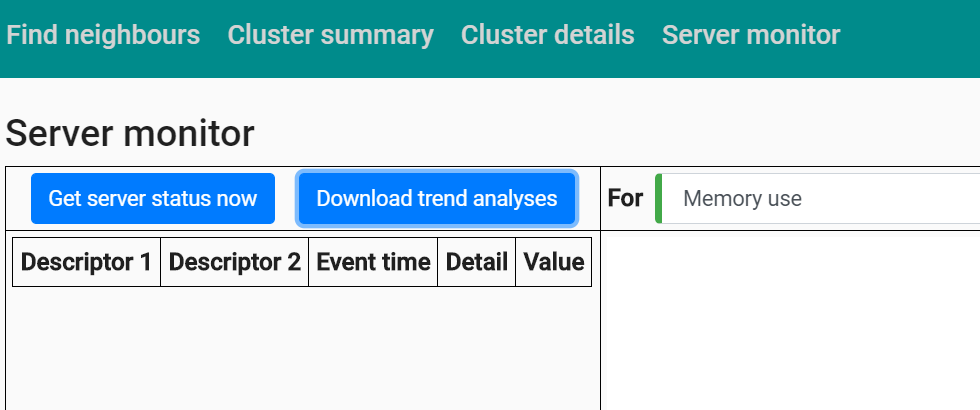 Find neighbours Cluster summary Cluster details Server monitor
Server monitor
Get server status now Download trend analyses For Memory use
Descriptor 1 Descriptor 2 Event time Detail Value